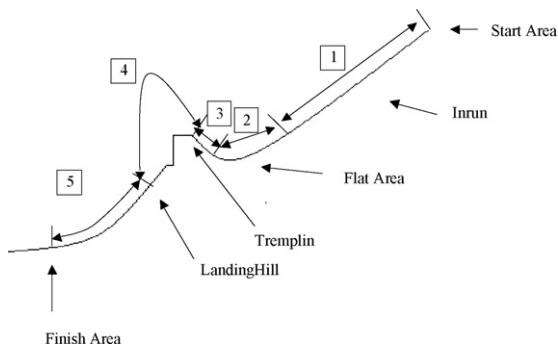 Start Area
1
4
Inrun
3
2
Flat Area
5
Tremplin
LandingHill
Finish Area